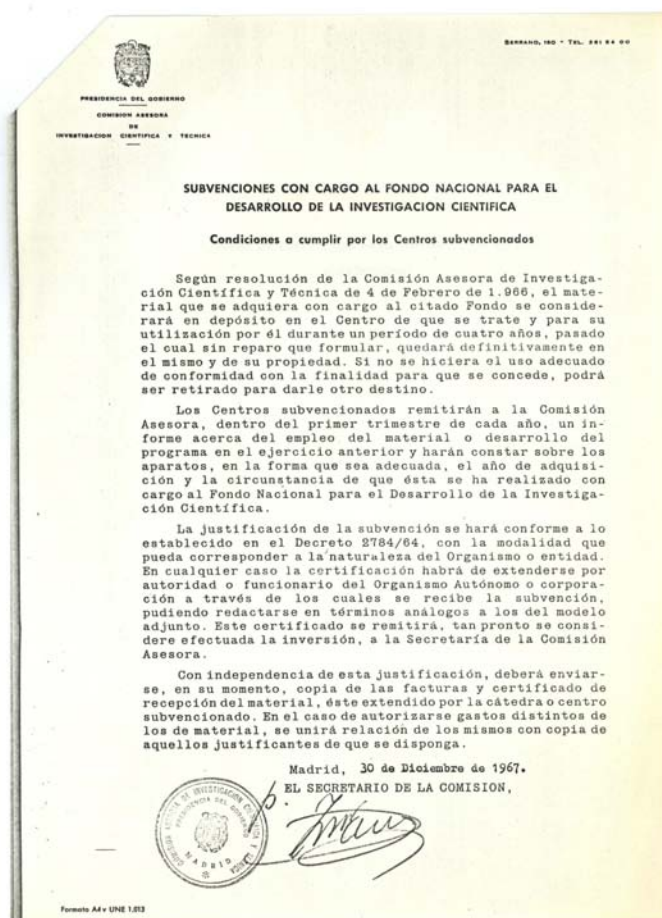 SERRANO, 150 - TEL. 261 24 00
PRESIDENCIA DEL GOBIERNO
COMISION ASESORA
DE
INVESTIGACION CIENTIFICA Y TECNICA
SUBVENCIONES CON CARGO AL FONDO NACIONAL PARA EL
DESARROLLO DE LA INVESTIGACION CIENTIFICA
Condiciones a cumplir por los Centros subvencionados
Según resolución de la Comisión Asesora de Investiga-
ción Científica y Técnica de 4 de Febrero de 1.966, el mate-
rial que se adquiera con cargo al citado Fondo se conside-
rará en depósito en el Centro de que se trate y para su
utilización por él durante un período de cuatro años, pasado
el cual sin reparo que formular, quedará definitivamente en
el mismo y de su propiedad. Si no se hiciera el uso adecuado
de conformidad con la finalidad para que se concede, podrá
ser retirado para darle otro destino.
Los Centros subvencionados remitirán a la Comisión
Asesora, dentro del primer trimestre de cada año, un in-
forme acerca del empleo del material o desarrollo del
programa en el ejercicio anterior y harán constar sobre los
aparatos, en la forma que sea adecuada, el año de adquisi-
ción y la circunstancia de que ésta se ha realizado con
cargo al Fondo Nacional para el Desarrollo de la Investiga-
ción Científica.
La justificación de la subvención se hará conforme a lo
establecido en el Decreto 2784/64, con la modalidad que
pueda corresponder a la naturaleza del Organismo o entidad.
En cualquier caso la certificación habrá de extenderse por
autoridad o funcionario del Organismo Autónomo o corpora-
ción a través de los cuales se recibe la subvención,
pudiendo redactarse en términos análogos a los del modelo
adjunto. Este certificado se remitirá, tan pronto se consi-
dere efectuada la inversión, a la Secretaría de la Comisión
Asesora.
Con independencia de esta justificación, deberá enviar-
se, en su momento, copia de las facturas y certificado de
recepción del material, éste extendido por la cátedra o centro
subvencionado. En el caso de autorizarse gastos distintos de
los de material, se unirá relación de los mismos con copia de
aquellos justificantes de que se disponga.
Madrid, 30 de Diciembre de 1967.
p. EL SECRETARIO DE LA COMISION,
COMISION ASESORA DE INVESTIGACION CIENTIFICA Y TECNICA
PRESIDENCIA DEL GOBIERNO
MADRID
Formato A4 v UNE 1.013